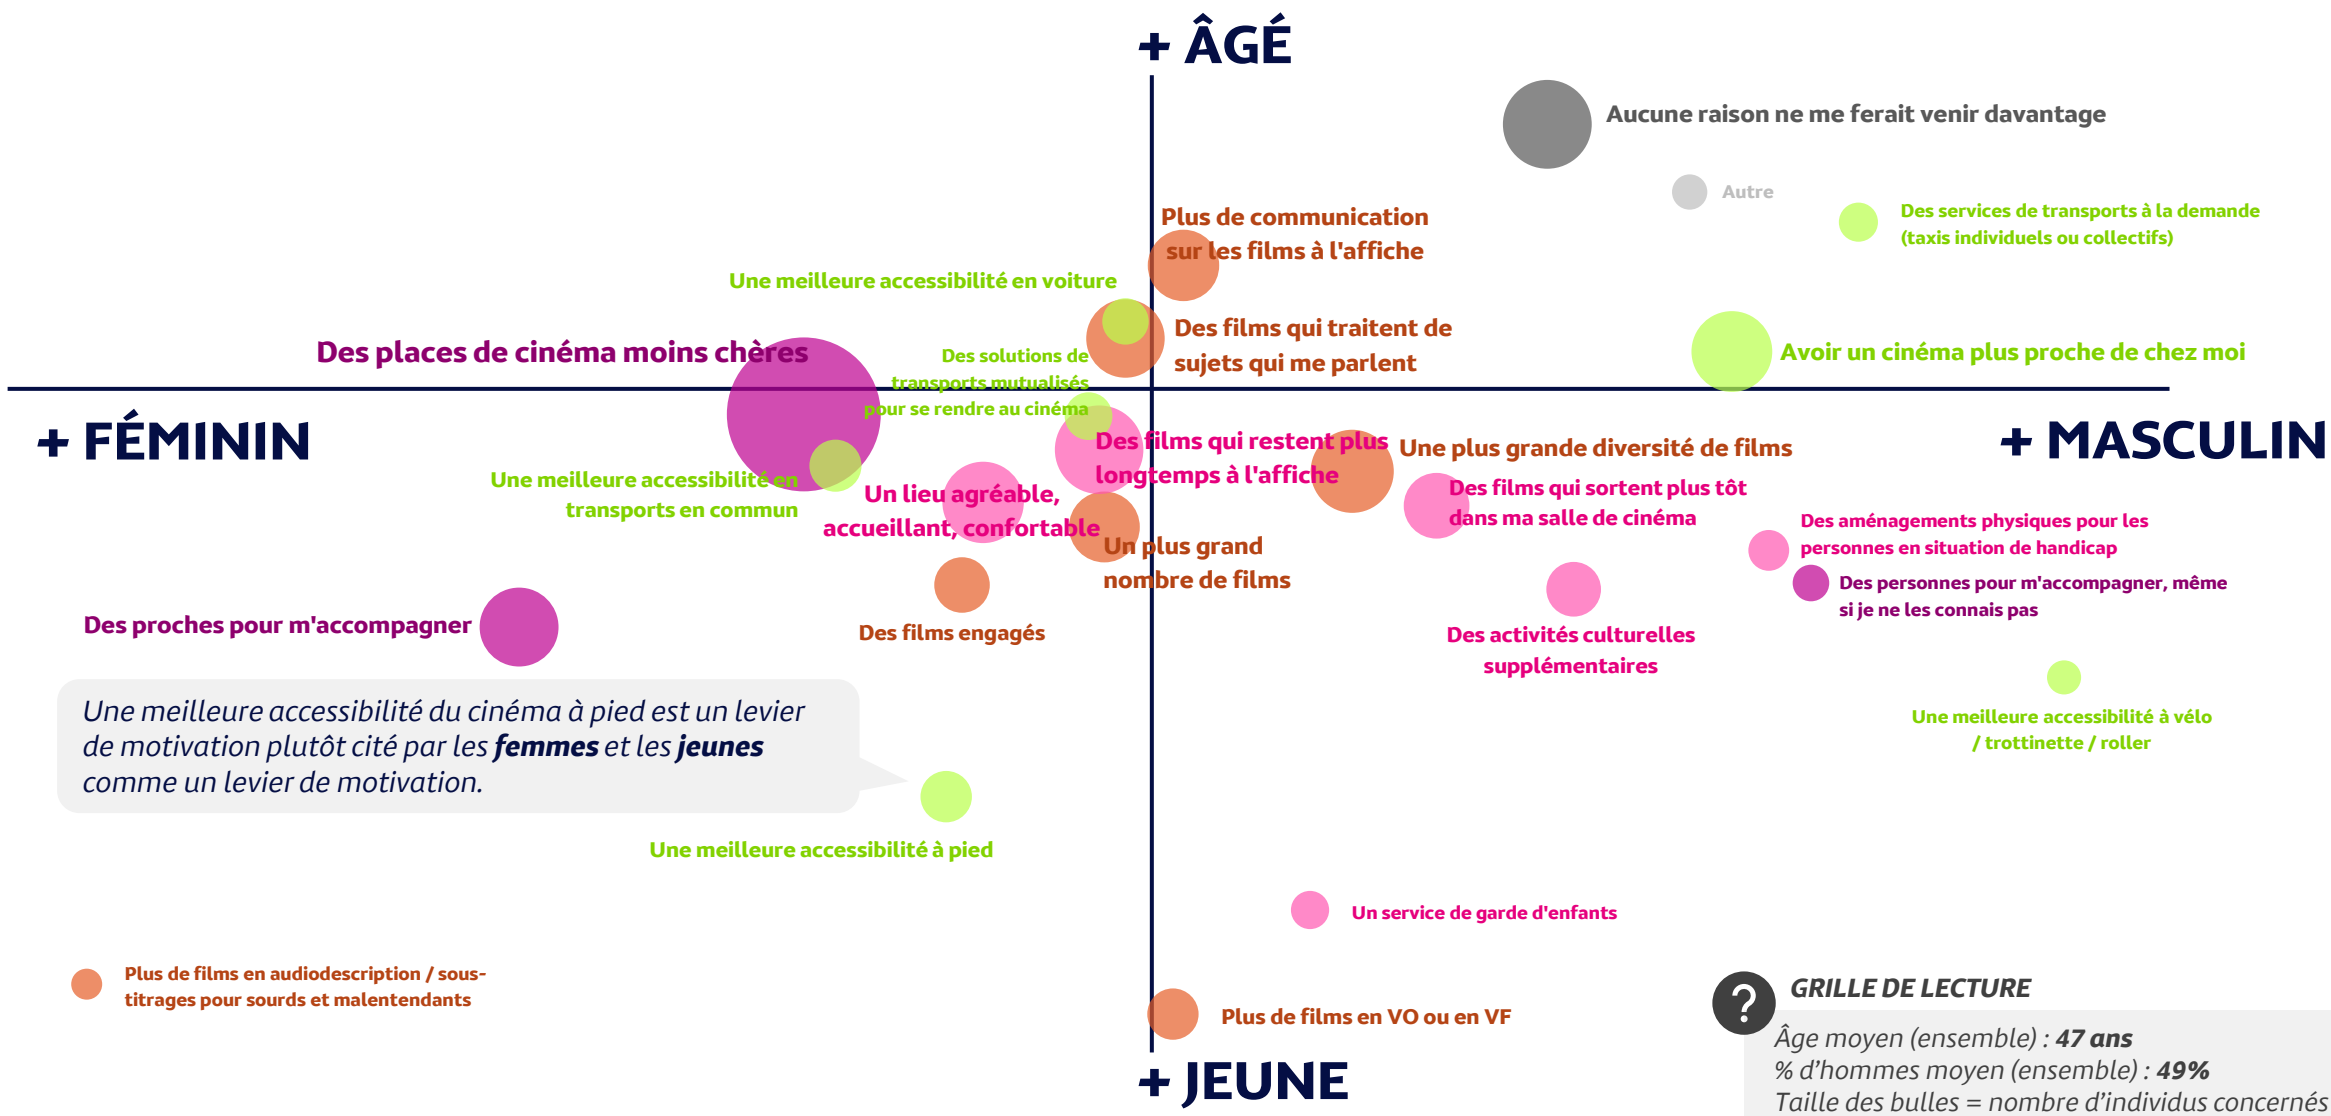 + ÂGÉ
Aucune raison ne me ferait venir davantage
Autre
Des services de transports à la demande
(taxis individuels ou collectifs)
Plus de communication
sur les films à l'affiche
Une meilleure accessibilité en voiture
Des films qui traitent de
sujets qui me parlent
Des places de cinéma moins chères
Des solutions de
transports mutualisés
pour se rendre au cinéma
Avoir un cinéma plus proche de chez moi
+ FÉMININ
+ MASCULIN
Des films qui restent plus
longtemps à l'affiche
Une plus grande diversité de films
Une meilleure accessibilité en
transports en commun
Un lieu agréable,
accueillant, confortable
Des films qui sortent plus tôt
dans ma salle de cinéma
Des aménagements physiques pour les
personnes en situation de handicap
Un plus grand
nombre de films
Des personnes pour m'accompagner, même
si je ne les connais pas
Des proches pour m'accompagner
Des films engagés
Des activités culturelles
supplémentaires
Une meilleure accessibilité du cinéma à pied est un levier
de motivation plutôt cité par les femmes et les jeunes
comme un levier de motivation.
Une meilleure accessibilité à vélo
/ trottinette / roller
Une meilleure accessibilité à pied
Un service de garde d'enfants
Plus de films en audiodescription / sous-
titrages pour sourds et malentendants
Plus de films en VO ou en VF
+ JEUNE
?
GRILLE DE LECTURE
Âge moyen (ensemble) : 47 ans
% d’hommes moyen (ensemble) : 49%
Taille des bulles = nombre d’individus concernés